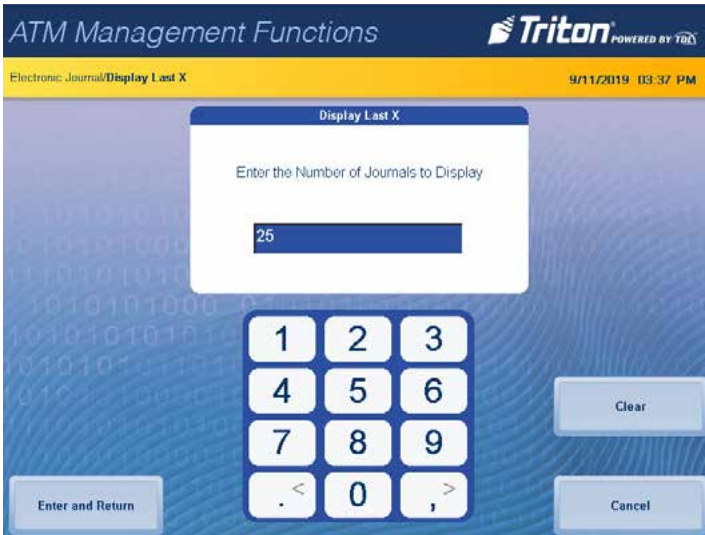 ATM Management Functions
Triton POWERED BY TDL
Electronic Journal/Display Last X
9/11/2019 03:37 PM
Display Last X
Enter the Number of Journals to Display
25
1 2 3
4 5 6
7 8 9
. < 0 , >
Clear
Enter and Return
Cancel